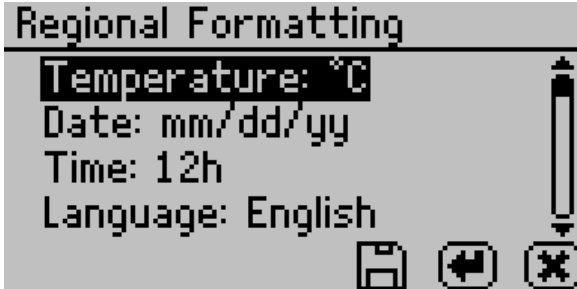 Regional Formatting
Temperature: °C
Date: mm/dd/yy
Time: 12h
Language: English